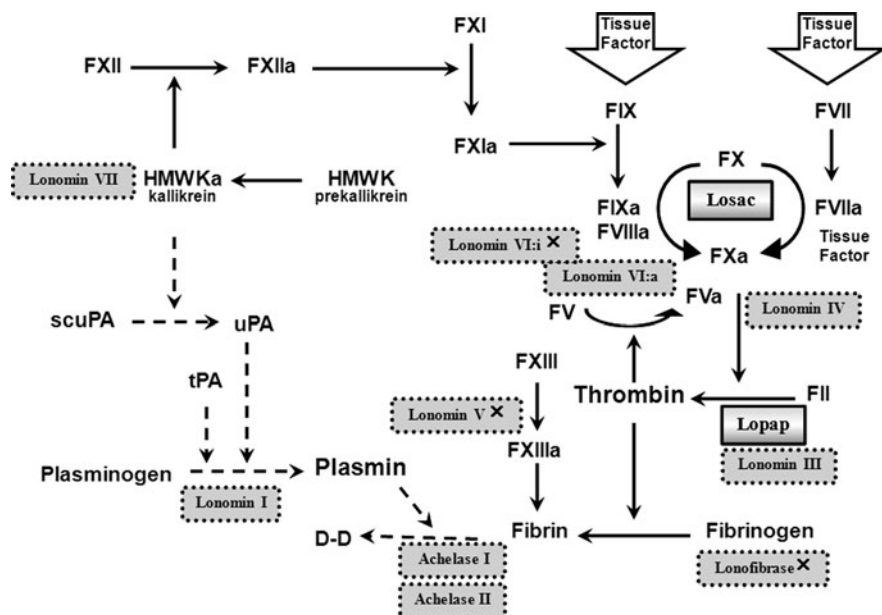 FXI
Tissue
Factor
Tissue
Factor
FXII
FXIIa
FIX
FVII
FXIa
FX
Lonomin VII
HMWKa
kallikrein
HMWK
prekallikrein
Losac
FIXa
FVIIIa
FVIIa
Tissue
Factor
Lonomin VI:i ×
FXa
Lonomin VI:a
FV
FVa
Lonomin IV
scuPA
uPA
tPA
FXIII
Thrombin
FII
Lonomin V ×
Lopap
FXIIIa
Lonomin III
Plasminogen
Plasmin
Lonomin I
D-D
Fibrin
Fibrinogen
Achelase I
Lonofibrase ×
Achelase II